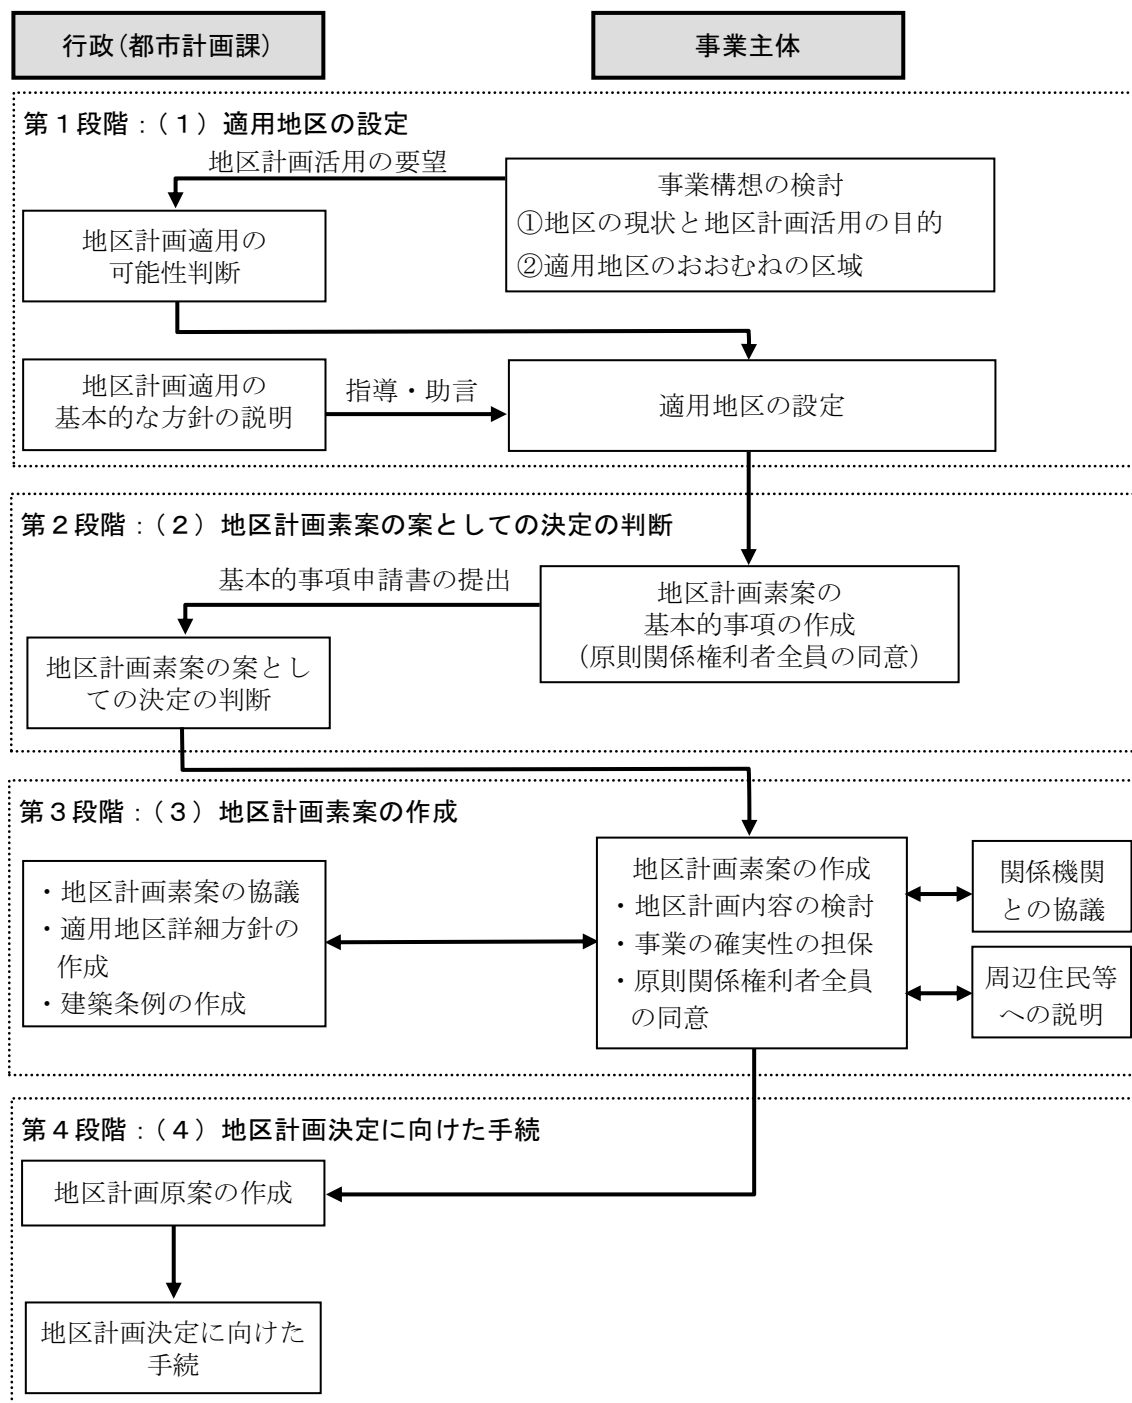 行政(都市計画課)
事業主体
第１段階：（１）適用地区の設定
地区計画活用の要望
事業構想の検討
①地区の現状と地区計画活用の目的
②適用地区のおおむねの区域
地区計画適用の
可能性判断
地区計画適用の
基本的な方針の説明
指導・助言
適用地区の設定
第２段階：（２）地区計画素案の案としての決定の判断
基本的事項申請書の提出
地区計画素案の
基本的事項の作成
（原則関係権利者全員の同意）
地区計画素案の案とし
ての決定の判断
第３段階：（３）地区計画素案の作成
・地区計画素案の協議
・適用地区詳細方針の
作成
・建築条例の作成
地区計画素案の作成
・地区計画内容の検討
・事業の確実性の担保
・原則関係権利者全員
の同意
関係機関
との協議
周辺住民等
への説明
第４段階：（４）地区計画決定に向けた手続
地区計画原案の作成
地区計画決定に向けた
手続